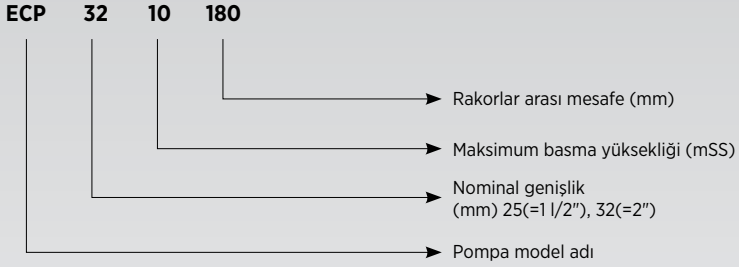 ECP 32 10 180
Rakorlar arası mesafe (mm)
Maksimum basma yüksekliği (mSS)
Nominal genişlik
(mm) 25(=1 l/2"), 32(=2")
Pompa model adı